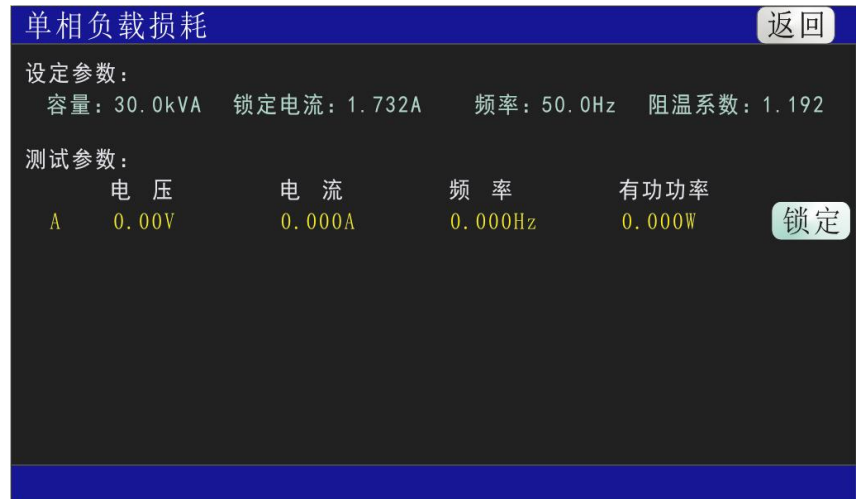 单相负载损耗 返回
设定参数：
容量：30.0kVA 锁定电流：1.732A 频率：50.0Hz 阻温系数：1.192
测试参数：
电 压 电 流 频 率 有功功率
A 0.00V 0.000A 0.000Hz 0.000W 锁定